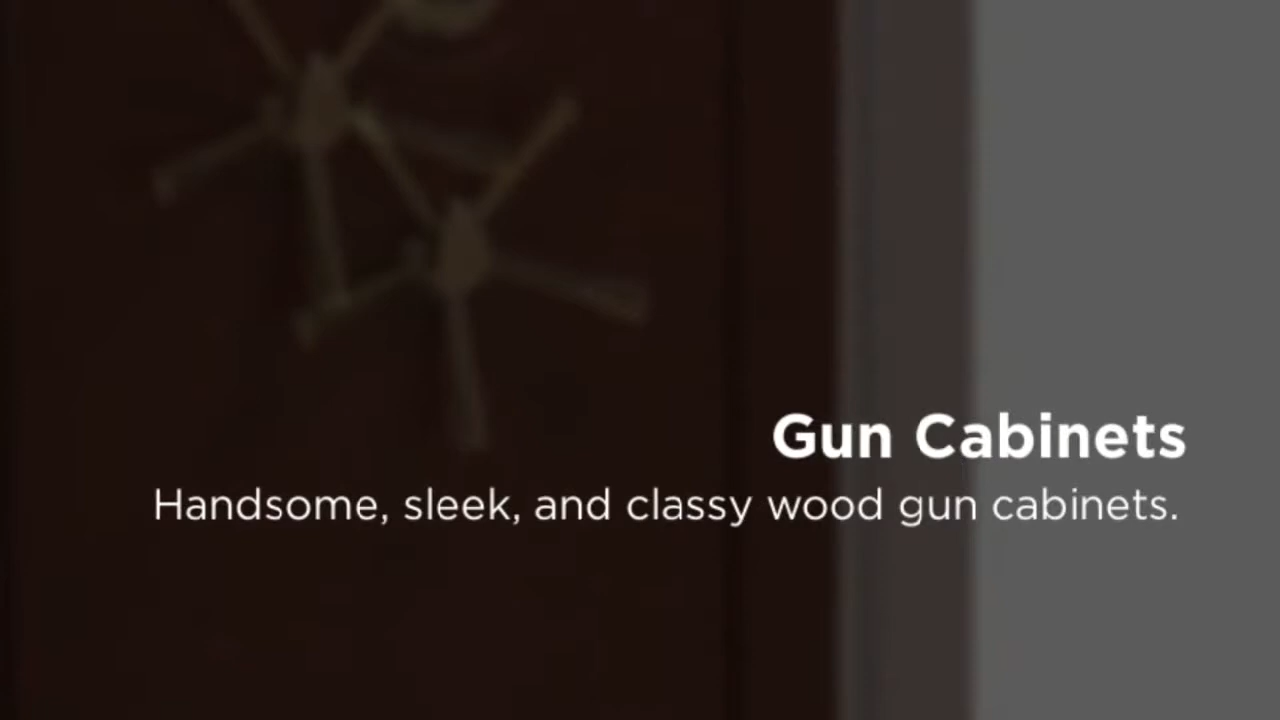 Gun Cabinets
Handsome, sleek, and classy wood gun cabinets.